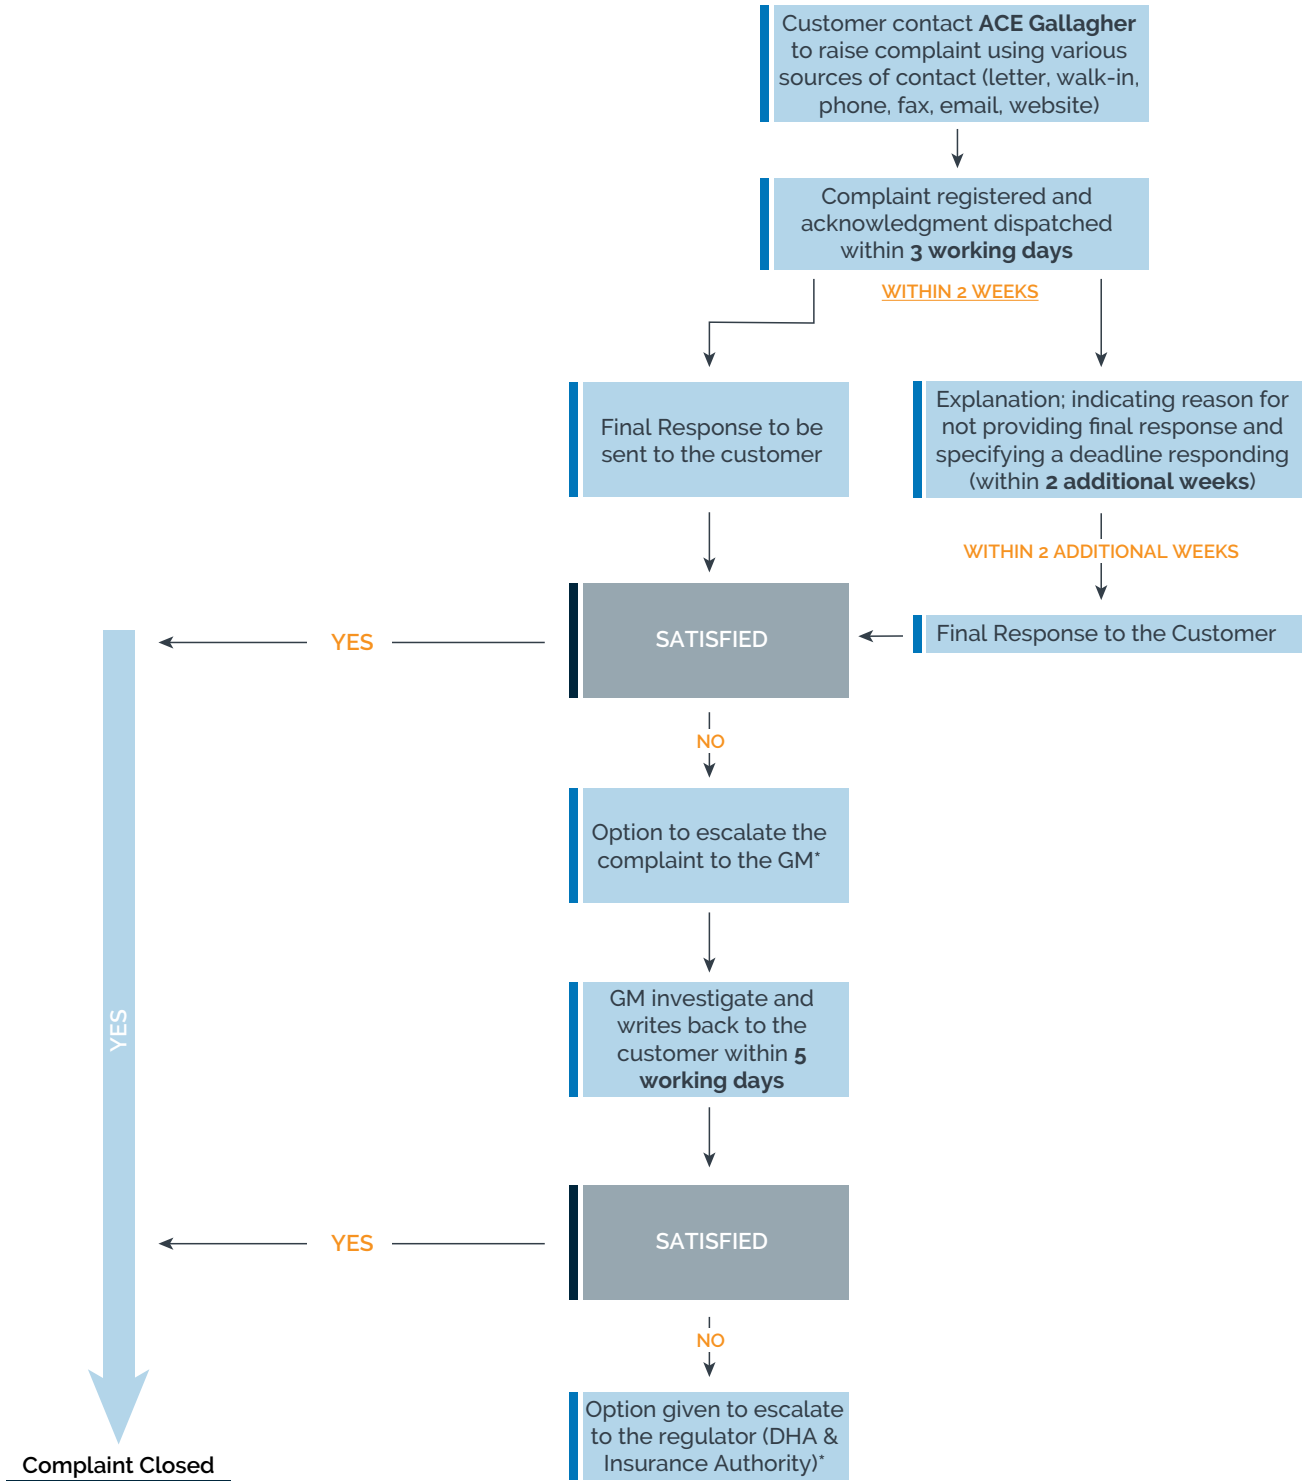 Customer contact ACE Gallagher
to raise complaint using various
sources of contact (letter, walk-in,
phone, fax, email, website)
Complaint registered and
acknowledgment dispatched
within 3 working days
WITHIN 2 WEEKS
Final Response to be
sent to the customer
Explanation; indicating reason for
not providing final response and
specifying a deadline responding
(within 2 additional weeks)
WITHIN 2 ADDITIONAL WEEKS
Final Response to the Customer
SATISFIED
YES
NO
Option to escalate the
complaint to the GM*
GM investigate and
writes back to the
customer within 5
working days
YES
SATISFIED
YES
NO
Option given to escalate
to the regulator (DHA &
Insurance Authority)*
Complaint Closed